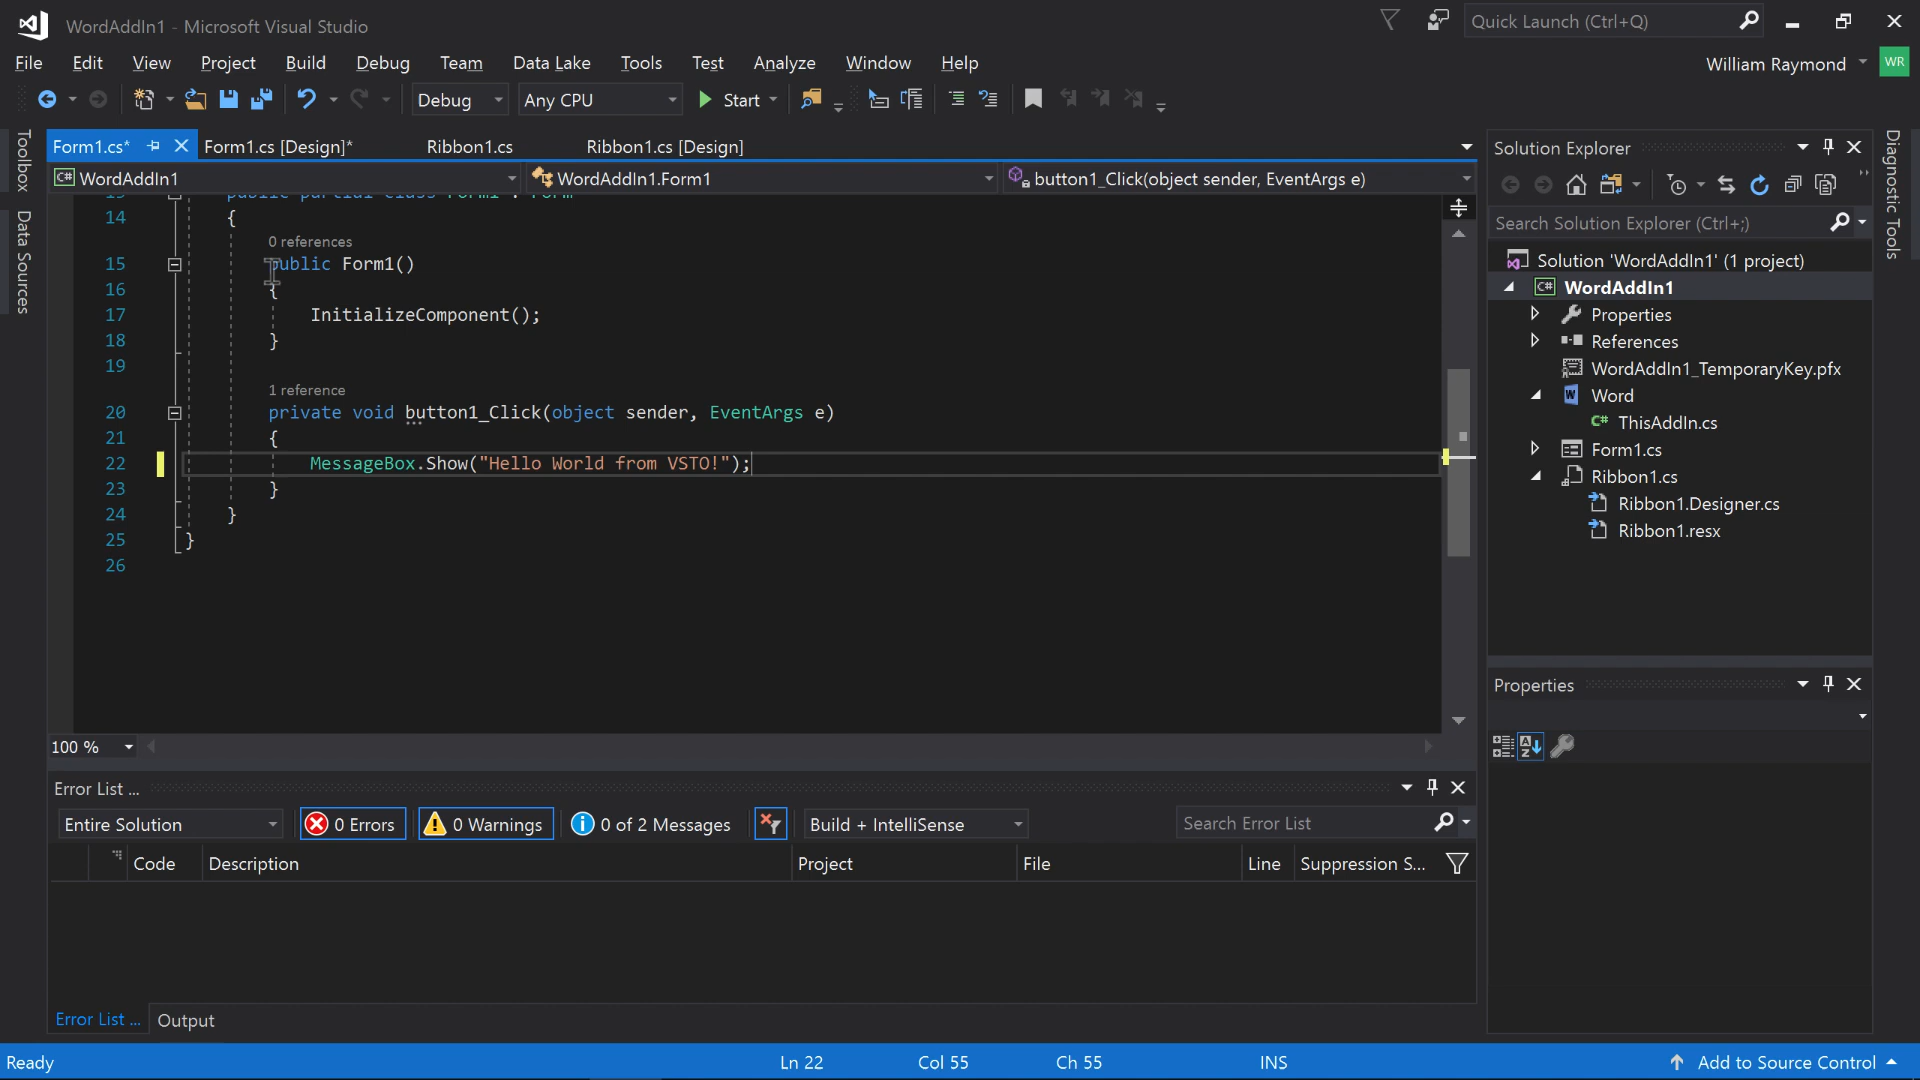 WordAddIn1 - Microsoft Visual Studio
Quick Launch (Ctrl+Q)
File Edit View Project Build Debug Team Data Lake Tools Test Analyze Window Help
William Raymond WR
Debug Any CPU Start
Toolbox
Data Sources
Form1.cs* Form1.cs [Design]* Ribbon1.cs Ribbon1.cs [Design]
WordAddIn1 WordAddIn1.Form1 button1_Click(object sender, EventArgs e)
13 public partial class Form1 : Form
14 {
0 references
15 public Form1()
16 {
17 InitializeComponent();
18 }
19
1 reference
20 private void button1_Click(object sender, EventArgs e)
21 {
22 MessageBox.Show("Hello World from VSTO!");
23 }
24 }
25 }
26
100 %
Error List ...
Entire Solution 0 Errors 0 Warnings 0 of 2 Messages Build + IntelliSense Search Error List
Code Description Project File Line Suppression S...
Error List ... Output
Solution Explorer
Search Solution Explorer (Ctrl+;)
Solution 'WordAddIn1' (1 project)
C# WordAddIn1
Properties
References
WordAddIn1_TemporaryKey.pfx
Word
C# ThisAddIn.cs
Form1.cs
Ribbon1.cs
Ribbon1.Designer.cs
Ribbon1.resx
Properties
Diagnostic Tools
Ready Ln 22 Col 55 Ch 55 INS Add to Source Control